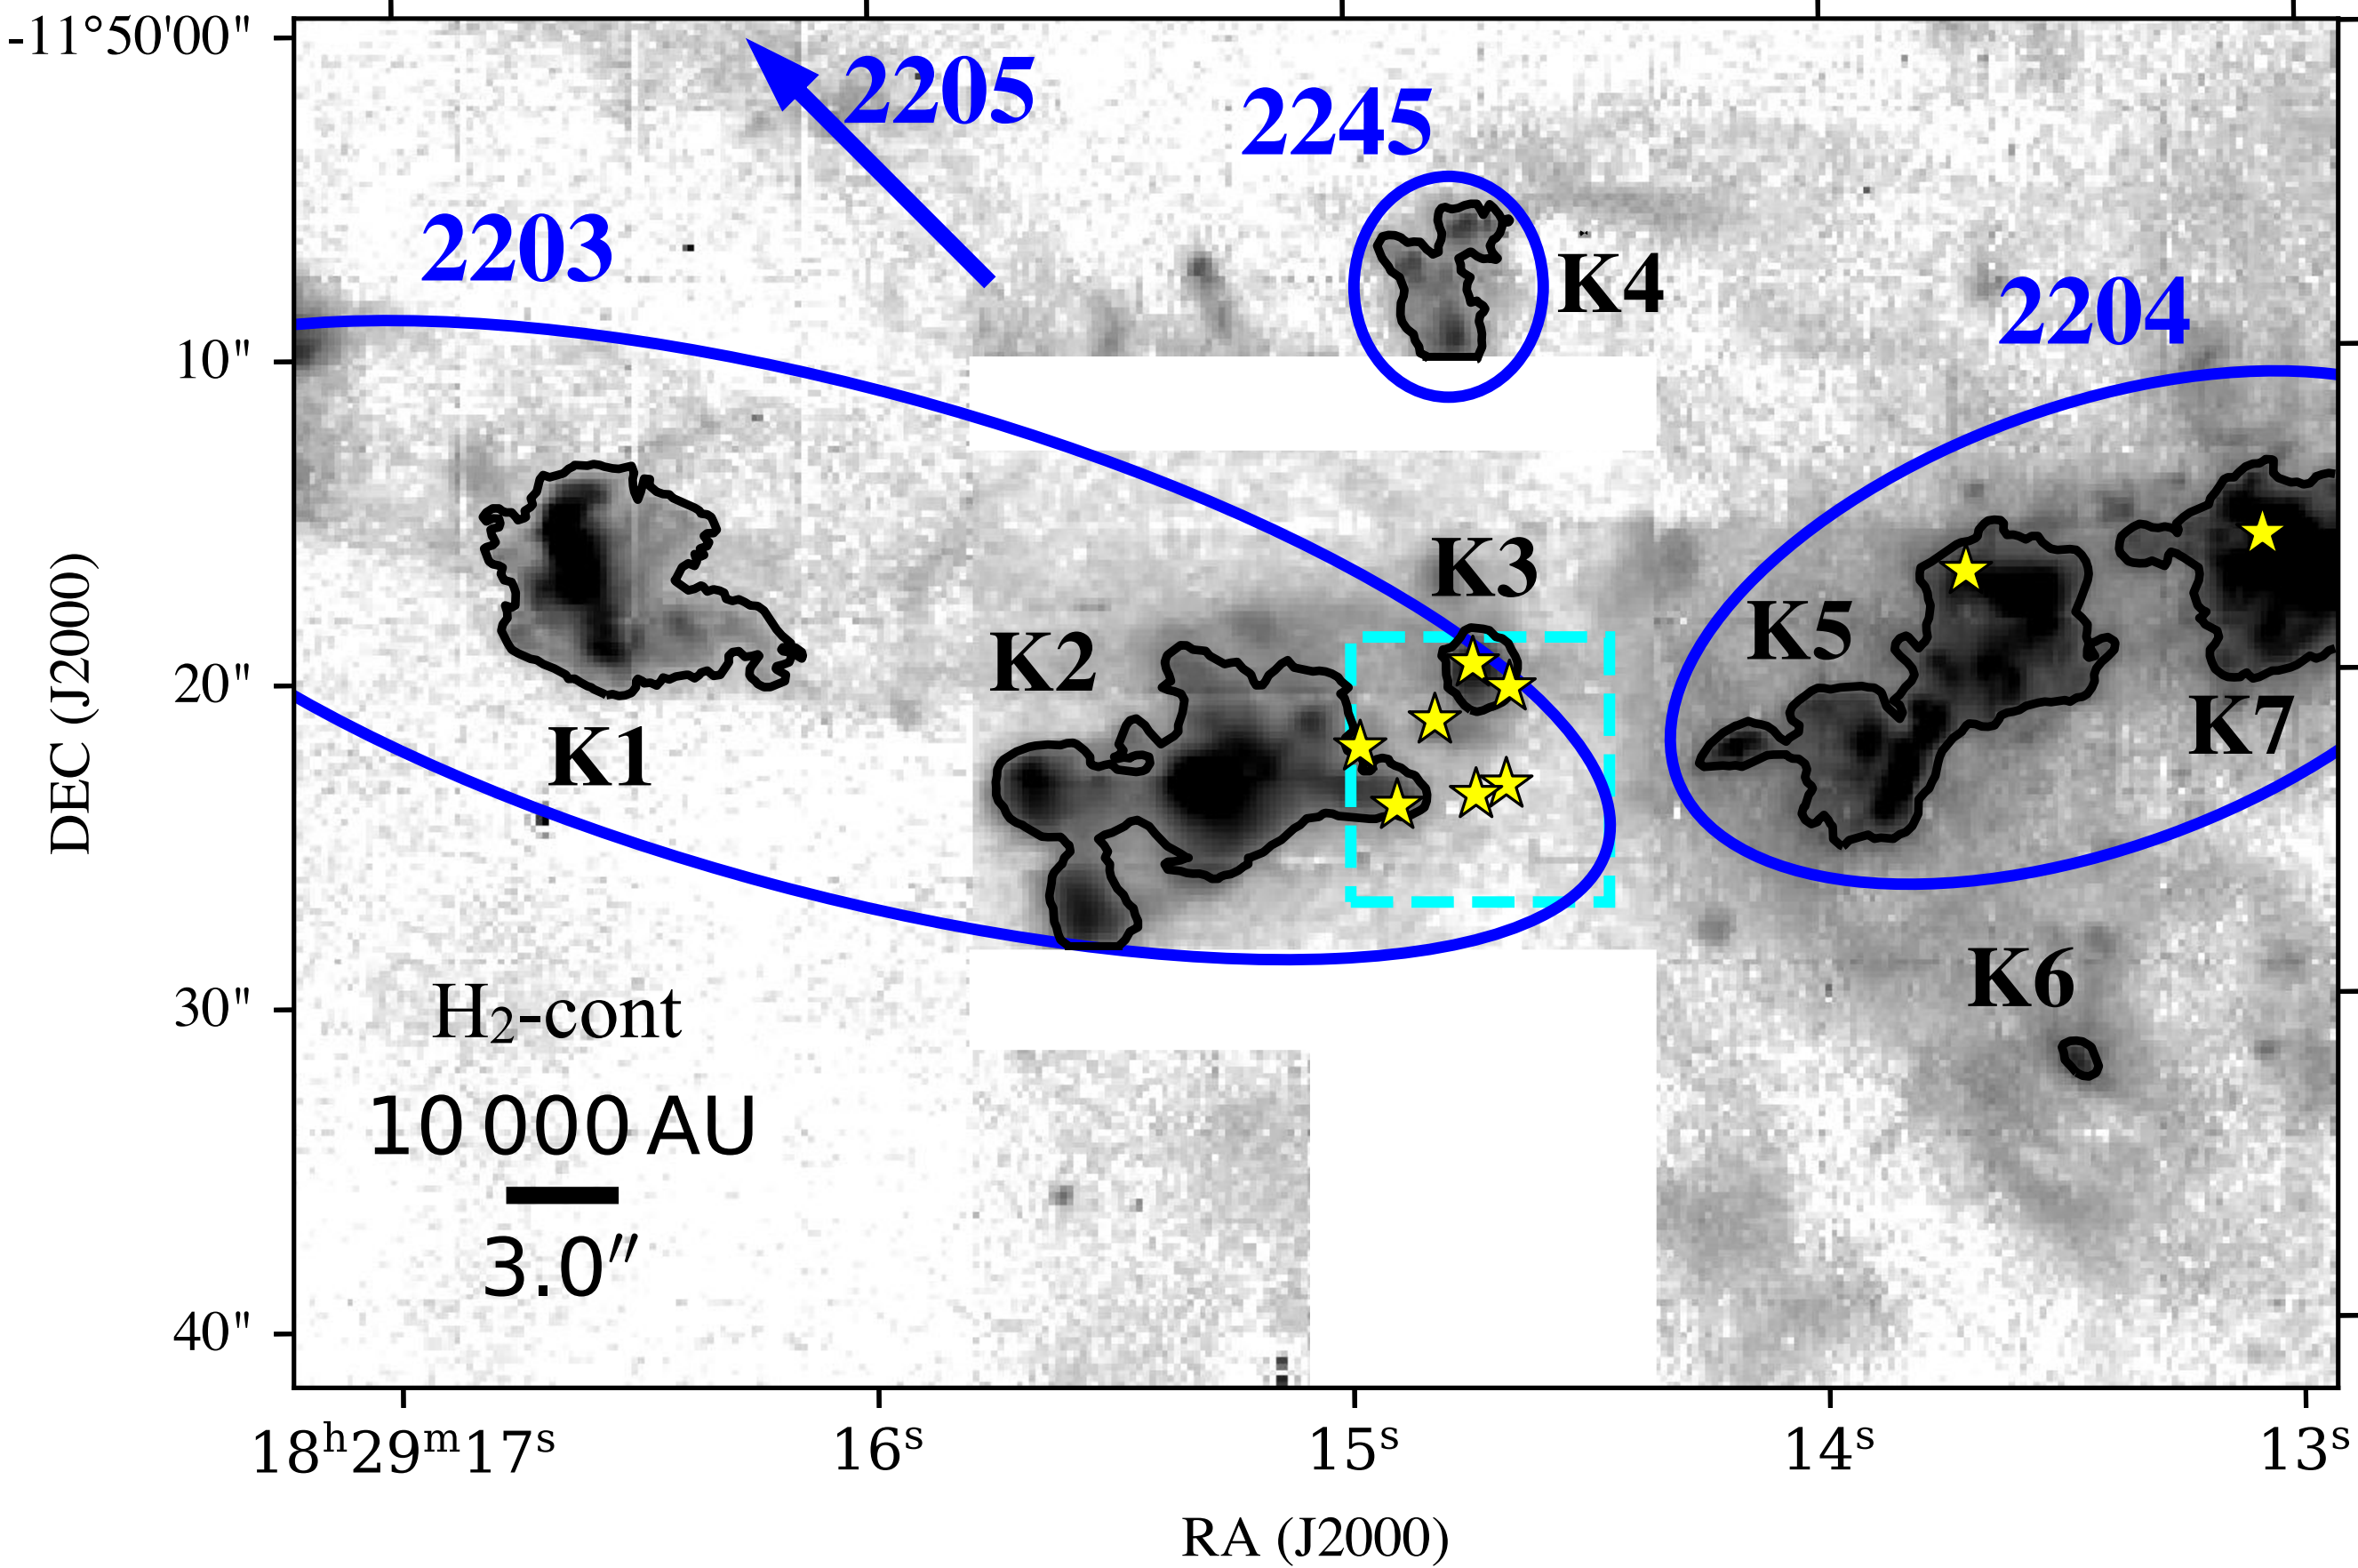 -11°50'00"
2205
2245
2203
K4
2204
10"
K3
K5
K2
20"
K7
K1
DEC (J2000)
K6
H₂-cont
30"
10 000 AU
3.0″
40"
18ʰ29ᵐ17ˢ 16ˢ 15ˢ 14ˢ 13ˢ
RA (J2000)